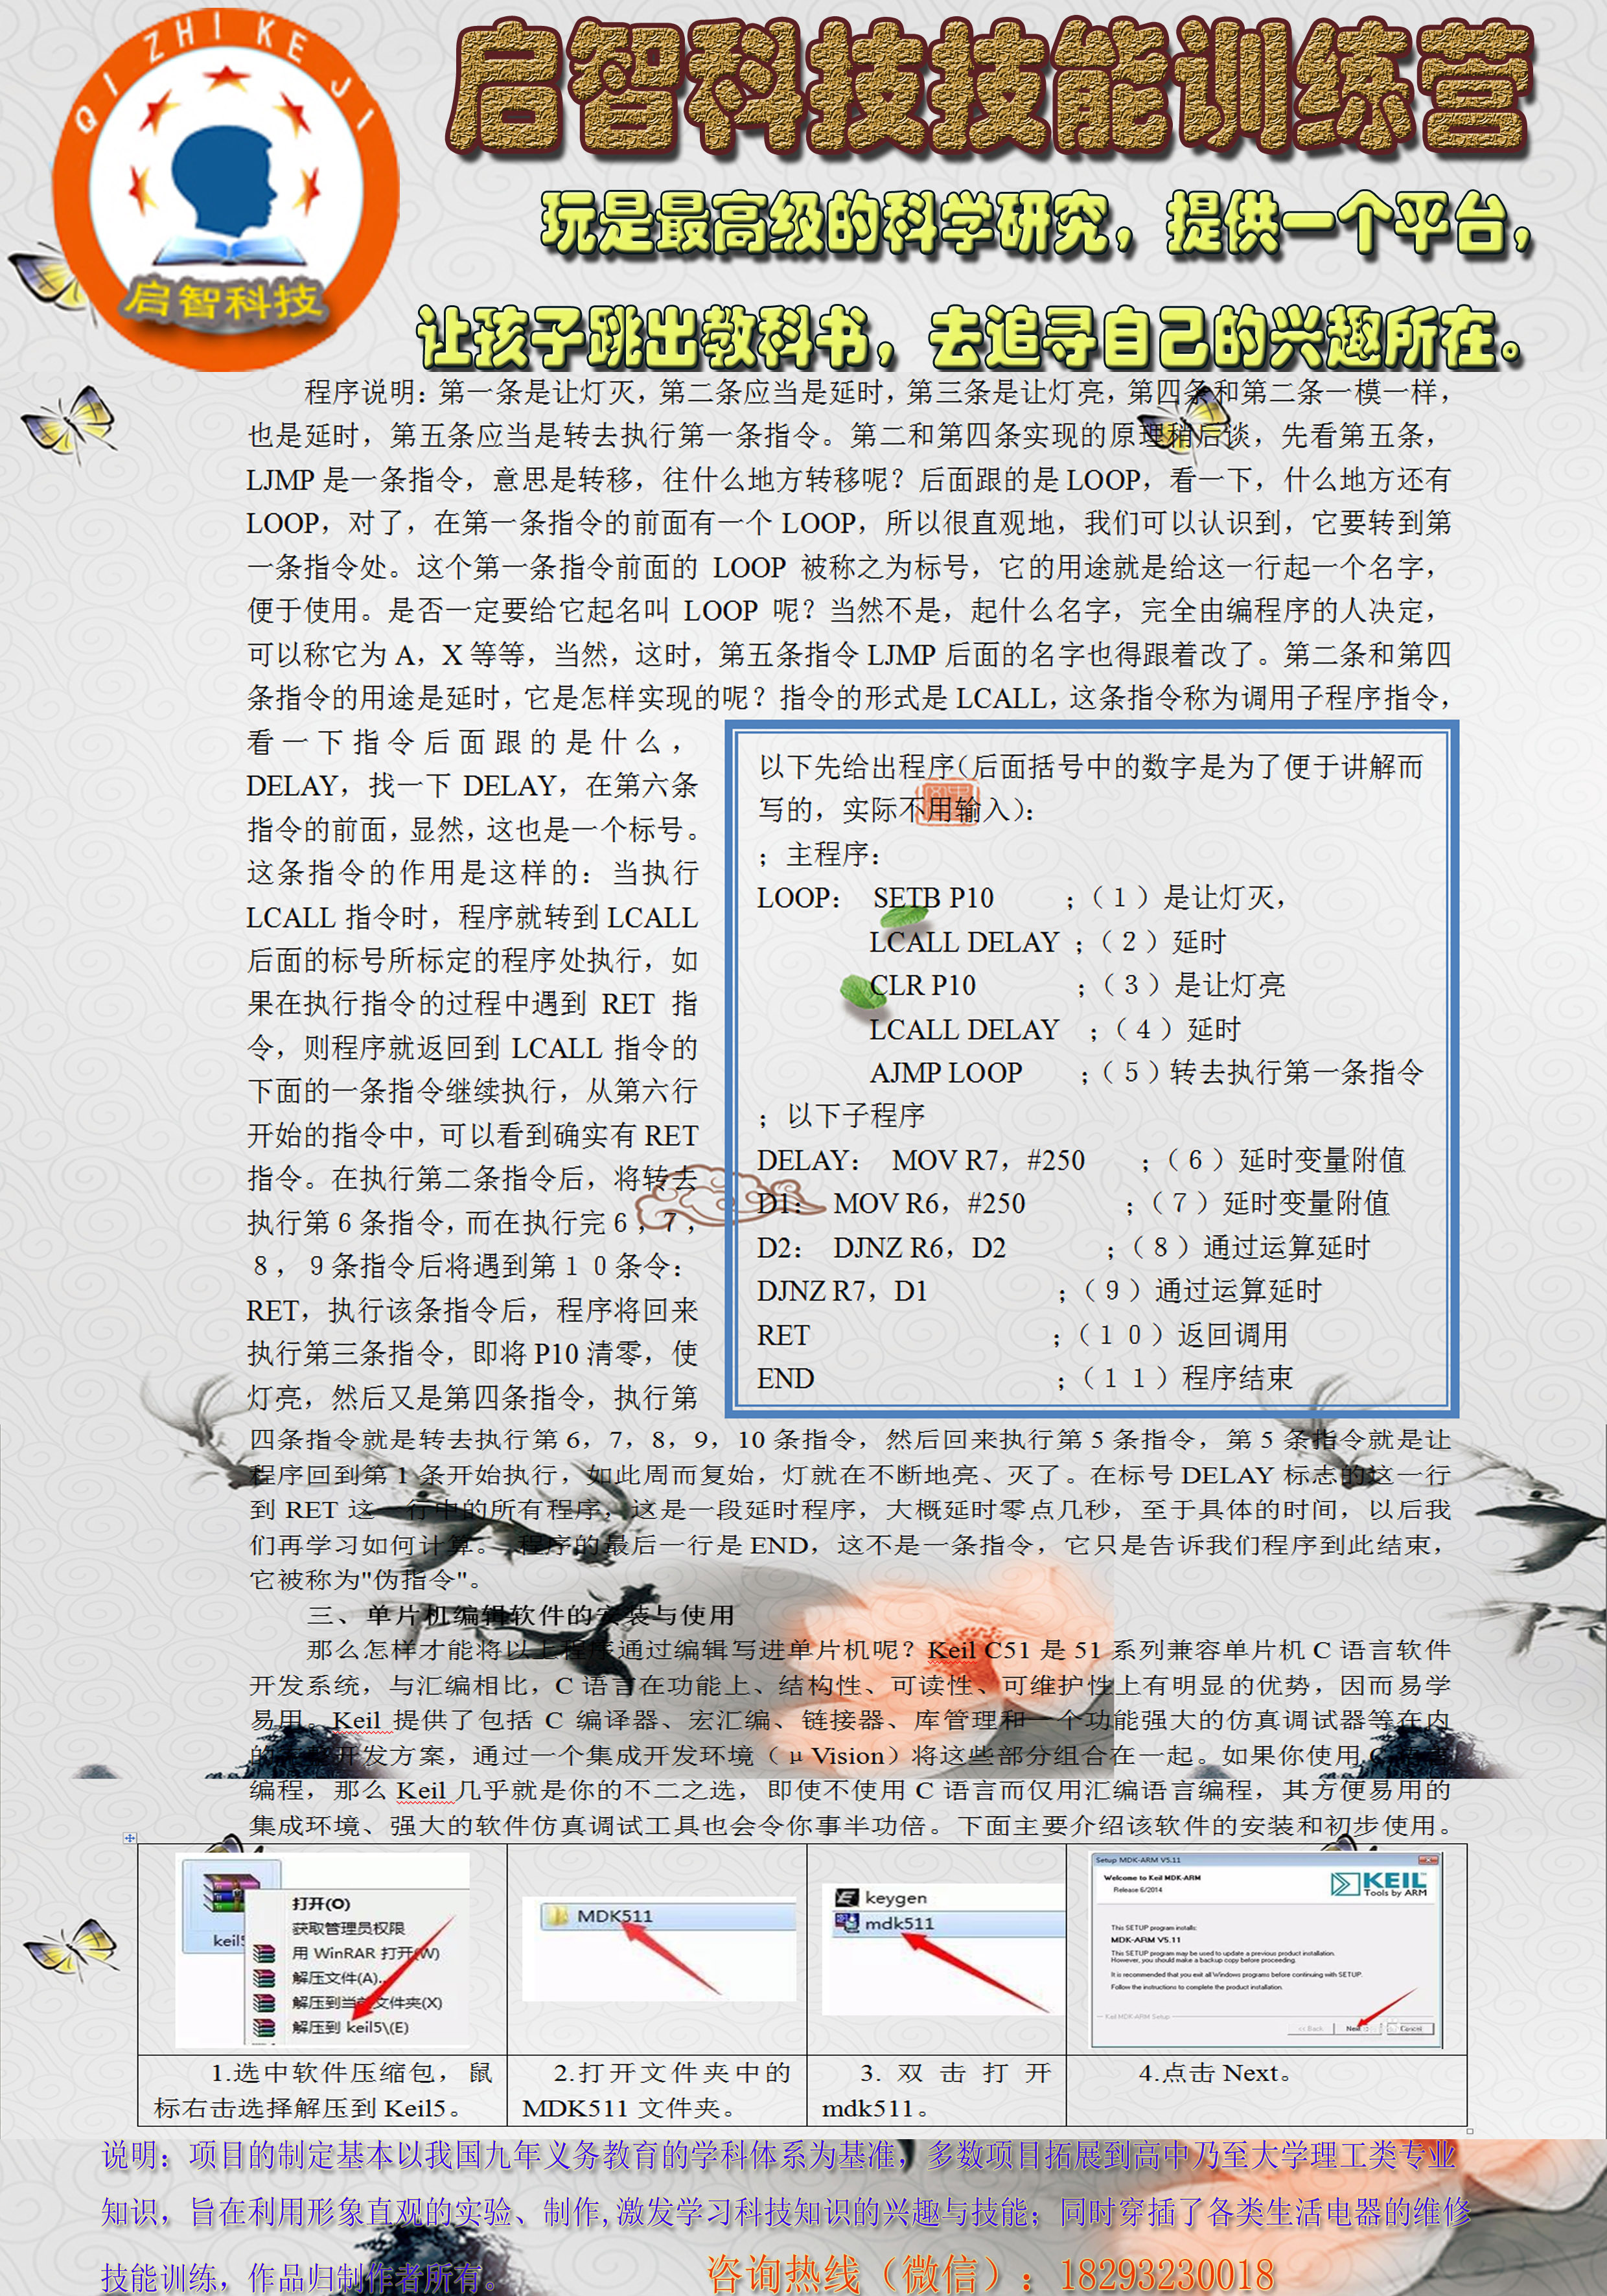 QI ZHI KE JI
启智科技
启智科技技能训练营
玩是最高级的科学研究，提供一个平台，
让孩子跳出教科书，去追寻自己的兴趣所在。
程序说明：第一条是让灯灭，第二条应当是延时，第三条是让灯亮，第四条和第二条一模一样，
也是延时，第五条应当是转去执行第一条指令。第二和第四条实现的原理稍后谈，先看第五条，
LJMP 是一条指令，意思是转移，往什么地方转移呢？后面跟的是 LOOP，看一下，什么地方还有
LOOP，对了，在第一条指令的前面有一个 LOOP，所以很直观地，我们可以认识到，它要转到第
一条指令处。这个第一条指令前面的 LOOP 被称之为标号，它的用途就是给这一行起一个名字，
便于使用。是否一定要给它起名叫 LOOP 呢？当然不是，起什么名字，完全由编程序的人决定，
可以称它为 A，X 等等，当然，这时，第五条指令 LJMP 后面的名字也得跟着改了。第二条和第四
条指令的用途是延时，它是怎样实现的呢？指令的形式是 LCALL，这条指令称为调用子程序指令，
看一下指令后面跟的是什么，
DELAY，找一下 DELAY，在第六条
指令的前面，显然，这也是一个标号。
这条指令的作用是这样的：当执行
LCALL 指令时，程序就转到 LCALL
后面的标号所标定的程序处执行，如
果在执行指令的过程中遇到 RET 指
令，则程序就返回到 LCALL 指令的
下面的一条指令继续执行，从第六行
开始的指令中，可以看到确实有 RET
指令。在执行第二条指令后，将转去
执行第６条指令，而在执行完６，７，
８，９条指令后将遇到第１０条令：
RET，执行该条指令后，程序将回来
执行第三条指令，即将 P10 清零，使
灯亮，然后又是第四条指令，执行第
以下先给出程序（后面括号中的数字是为了便于讲解而
写的，实际不用输入）：
；主程序：
LOOP： SETB P10 ；（１）是让灯灭，
LCALL DELAY ；（２）延时
CLR P10 ；（３）是让灯亮
LCALL DELAY ；（４）延时
AJMP LOOP ；（５）转去执行第一条指令
；以下子程序
DELAY： MOV R7，#250 ；（６）延时变量附值
D1： MOV R6，#250 ；（７）延时变量附值
D2： DJNZ R6，D2 ；（８）通过运算延时
DJNZ R7，D1 ；（９）通过运算延时
RET ；（１０）返回调用
END ；（１１）程序结束
四条指令就是转去执行第 6，7，8，9，10 条指令，然后回来执行第 5 条指令，第 5 条指令就是让
程序回到第 1 条开始执行，如此周而复始，灯就在不断地亮、灭了。在标号 DELAY 标志的这一行
到 RET 这一行中的所有程序，这是一段延时程序，大概延时零点几秒，至于具体的时间，以后我
们再学习如何计算。 程序的最后一行是 END，这不是一条指令，它只是告诉我们程序到此结束，
它被称为"伪指令"。
三、单片机编辑软件的安装与使用
那么怎样才能将以上程序通过编辑写进单片机呢？Keil C51 是 51 系列兼容单片机 C 语言软件
开发系统，与汇编相比，C 语言在功能上、结构性、可读性、可维护性上有明显的优势，因而易学
易用。Keil 提供了包括 C 编译器、宏汇编、链接器、库管理和一个功能强大的仿真调试器等在内
的 开发方案，通过一个集成开发环境（μVision）将这些部分组合在一起。如果你使用 C
编程，那么 Keil 几乎就是你的不二之选，即使不使用 C 语言而仅用汇编语言编程，其方便易用的
集成环境、强大的软件仿真调试工具也会令你事半功倍。下面主要介绍该软件的安装和初步使用。
keil5
打开(O)
获取管理员权限
用 WinRAR 打开(W)
解压文件(A)...
解压到当前文件夹(X)
解压到 keil5\(E)
MDK511
keygen
mdk511
Setup MDK-ARM V5.11
Welcome to Keil MDK-ARM
Release 6/2014
KEIL
Tools by ARM
This SETUP program installs:
MDK-ARM V5.11
This SETUP program may be used to update a previous product installation.
However, you should make a backup copy before proceeding.
It is recommended that you exit all Windows programs before continuing with SETUP.
Follow the instructions to complete the product installation.
Keil MDK-ARM Setup
<< Back Next Cancel
1.选中软件压缩包，鼠
标右击选择解压到 Keil5。
2.打开文件夹中的
MDK511 文件夹。
3. 双击打开
mdk511。
4.点击 Next。
说明：项目的制定基本以我国九年义务教育的学科体系为基准，多数项目拓展到高中乃至大学理工类专业
知识，旨在利用形象直观的实验、制作,激发学习科技知识的兴趣与技能；同时穿插了各类生活电器的维修
技能训练，作品归制作者所有。
咨询热线（微信）：18293230018